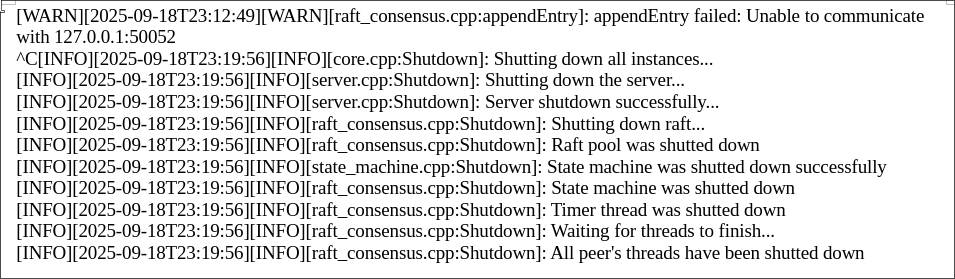 [WARN][2025-09-18T23:12:49][WARN][raft_consensus.cpp:appendEntry]: appendEntry failed: Unable to communicate
with 127.0.0.1:50052
^C[INFO][2025-09-18T23:19:56][INFO][core.cpp:Shutdown]: Shutting down all instances...
[INFO][2025-09-18T23:19:56][INFO][server.cpp:Shutdown]: Shutting down the server...
[INFO][2025-09-18T23:19:56][INFO][server.cpp:Shutdown]: Server shutdown successfully...
[INFO][2025-09-18T23:19:56][INFO][raft_consensus.cpp:Shutdown]: Shutting down raft...
[INFO][2025-09-18T23:19:56][INFO][raft_consensus.cpp:Shutdown]: Raft pool was shutted down
[INFO][2025-09-18T23:19:56][INFO][state_machine.cpp:Shutdown]: State machine was shutted down successfully
[INFO][2025-09-18T23:19:56][INFO][raft_consensus.cpp:Shutdown]: State machine was shutted down
[INFO][2025-09-18T23:19:56][INFO][raft_consensus.cpp:Shutdown]: Timer thread was shutted down
[INFO][2025-09-18T23:19:56][INFO][raft_consensus.cpp:Shutdown]: Waiting for threads to finish...
[INFO][2025-09-18T23:19:56][INFO][raft_consensus.cpp:Shutdown]: All peer's threads have been shutted down